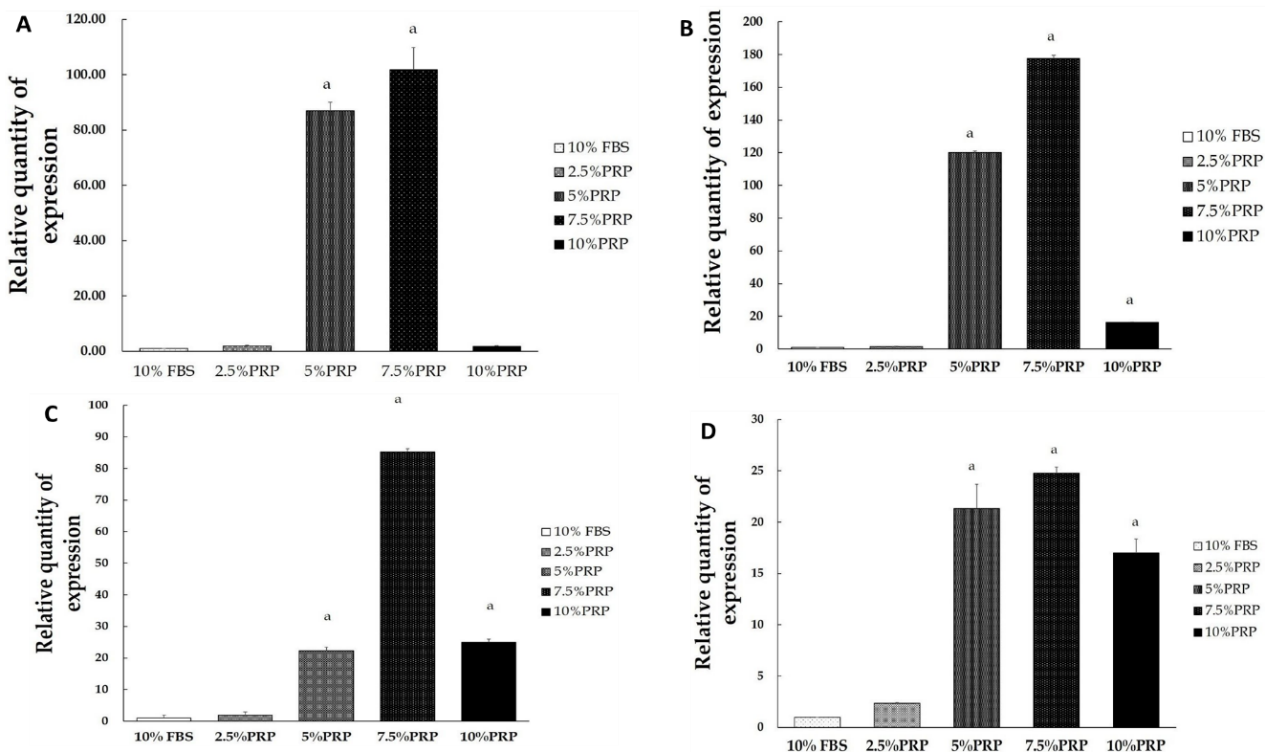 A
Relative quantity of
expression
120.00
100.00
80.00
60.00
40.00
20.00
0.00
a
a
10% FBS 2.5%PRP 5%PRP 7.5%PRP 10%PRP
10% FBS
2.5%PRP
5%PRP
7.5%PRP
10%PRP
B
Relative quantity of expression
200
180
160
140
120
100
80
60
40
20
0
a
a
a
10% FBS 2.5%PRP 5%PRP 7.5%PRP 10%PRP
10% FBS
2.5%PRP
5%PRP
7.5%PRP
10%PRP
C
Relative quantity of
expression
100
90
80
70
60
50
40
30
20
10
0
a
a
a
10% FBS 2.5%PRP 5%PRP 7.5%PRP 10%PRP
10% FBS
2.5%PRP
5%PRP
7.5%PRP
10%PRP
D
Relative quantity of
expression
30
25
20
15
10
5
0
a
a
a
10% FBS 2.5%PRP 5%PRP 7.5%PRP 10%PRP
10% FBS
2.5%PRP
5%PRP
7.5%PRP
10%PRP